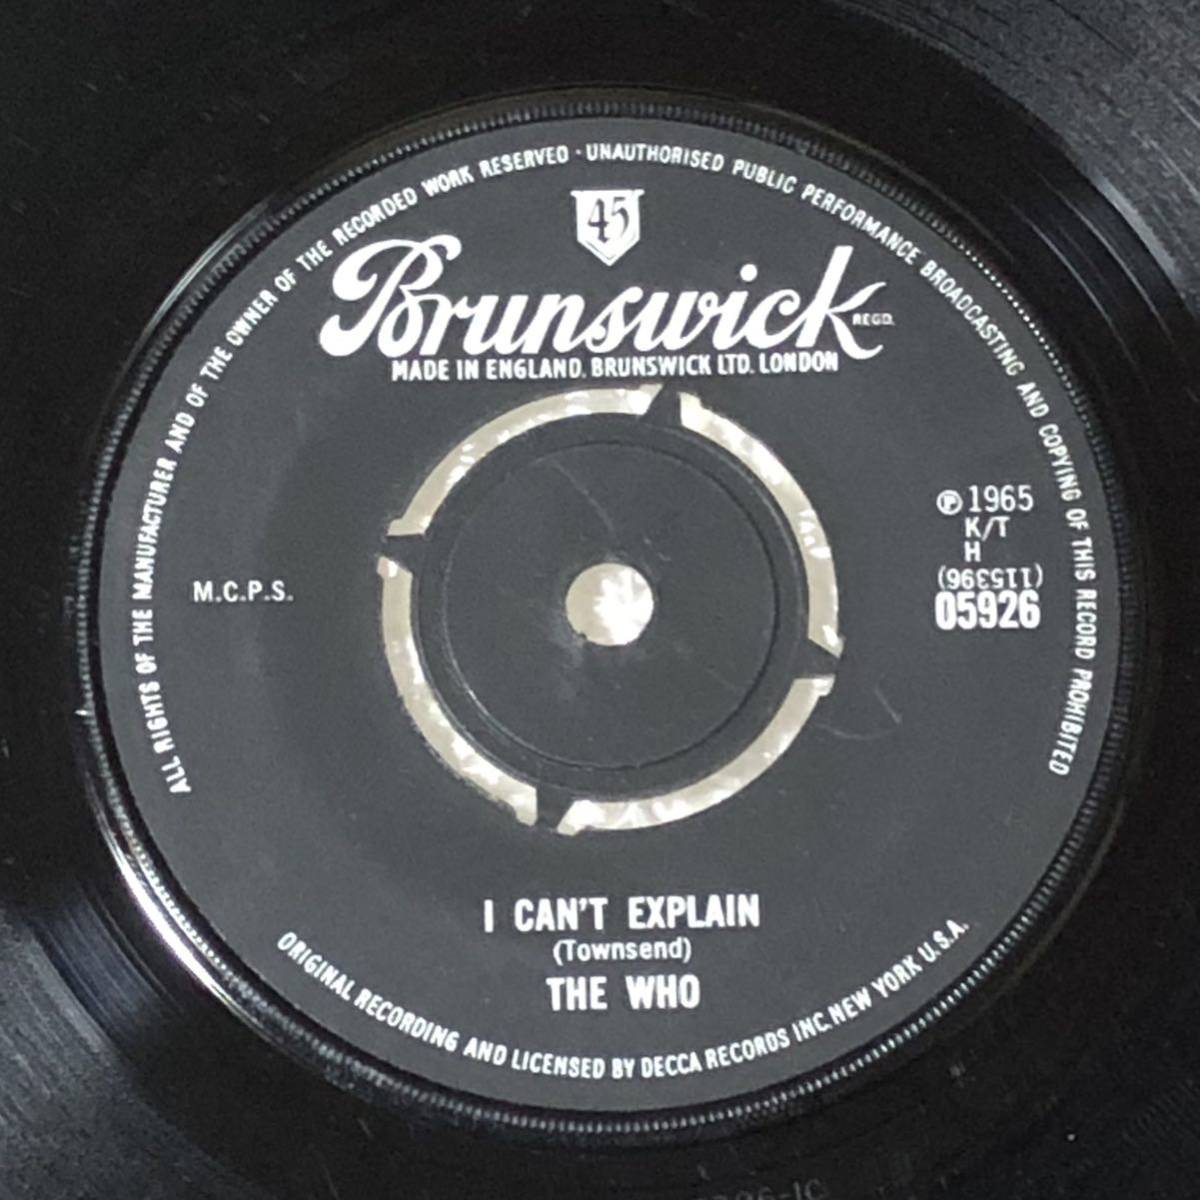 ALL RIGHTS OF THE MANUFACTURER AND OF THE OWNER OF THE RECORDED WORK RESERVED · UNAUTHORISED PUBLIC PERFORMANCE BROADCASTING AND COPYING OF THIS RECORD PROHIBITED
45
Brunswick REGD.
MADE IN ENGLAND. BRUNSWICK LTD. LONDON
℗ 1965
K/T
H
(115396)
M.C.P.S.
05926
I CAN'T EXPLAIN
(Townsend)
THE WHO
ORIGINAL RECORDING AND LICENSED BY DECCA RECORDS INC. NEW YORK U.S.A.